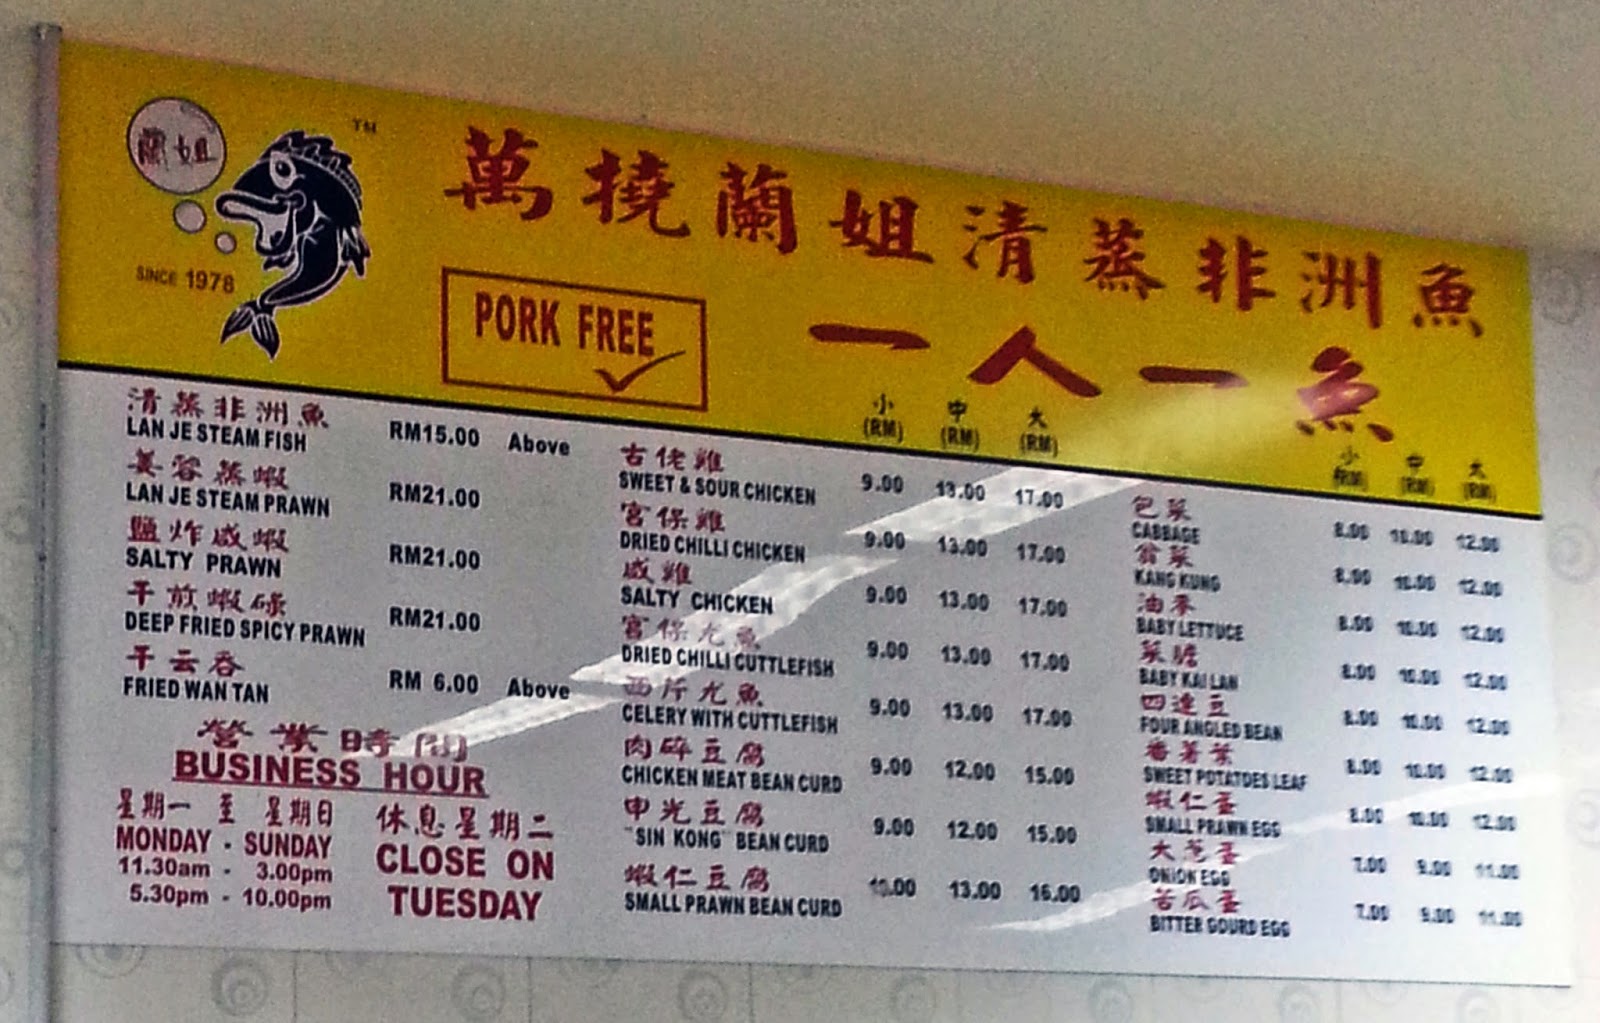 蘭姐
TM
SINCE 1978
萬撓蘭姐清蒸非洲魚
PORK FREE
一人一魚
清蒸非洲魚
LAN JE STEAM FISH RM15.00 Above
芙蓉蒸蝦
LAN JE STEAM PRAWN RM21.00
鹽炸咸蝦
SALTY PRAWN RM21.00
干煎蝦碌
DEEP FRIED SPICY PRAWN RM21.00
干云吞
FRIED WAN TAN RM 6.00 Above
營業時間
BUSINESS HOUR
星期一 至 星期日
MONDAY - SUNDAY
11.30am - 3.00pm
5.30pm - 10.00pm
休息星期二
CLOSE ON
TUESDAY
小 中 大
(RM) (RM) (RM)
古佬雞
SWEET & SOUR CHICKEN 9.00 13.00 17.00
宮保雞
DRIED CHILLI CHICKEN 9.00 13.00 17.00
咸雞
SALTY CHICKEN 9.00 13.00 17.00
宮保尤魚
DRIED CHILLI CUTTLEFISH 9.00 13.00 17.00
西芹尤魚
CELERY WITH CUTTLEFISH 9.00 13.00 17.00
肉碎豆腐
CHICKEN MEAT BEAN CURD 9.00 12.00 15.00
申光豆腐
"SIN KONG" BEAN CURD 9.00 12.00 15.00
蝦仁豆腐
SMALL PRAWN BEAN CURD 10.00 13.00 16.00
小 中 大
(RM) (RM) (RM)
包菜
CABBAGE 8.00 10.00 12.00
翁菜
KANG KUNG 8.00 10.00 12.00
油麥
BABY LETTUCE 8.00 10.00 12.00
菜膽
BABY KAI LAN 8.00 10.00 12.00
四達豆
FOUR ANGLED BEAN 8.00 10.00 12.00
番薯葉
SWEET POTATOES LEAF 8.00 10.00 12.00
蝦仁蛋
SMALL PRAWN EGG 8.00 10.00 12.00
大葱蛋
ONION EGG 7.00 9.00 11.00
苦瓜蛋
BITTER GOURD EGG 7.00 9.00 11.00